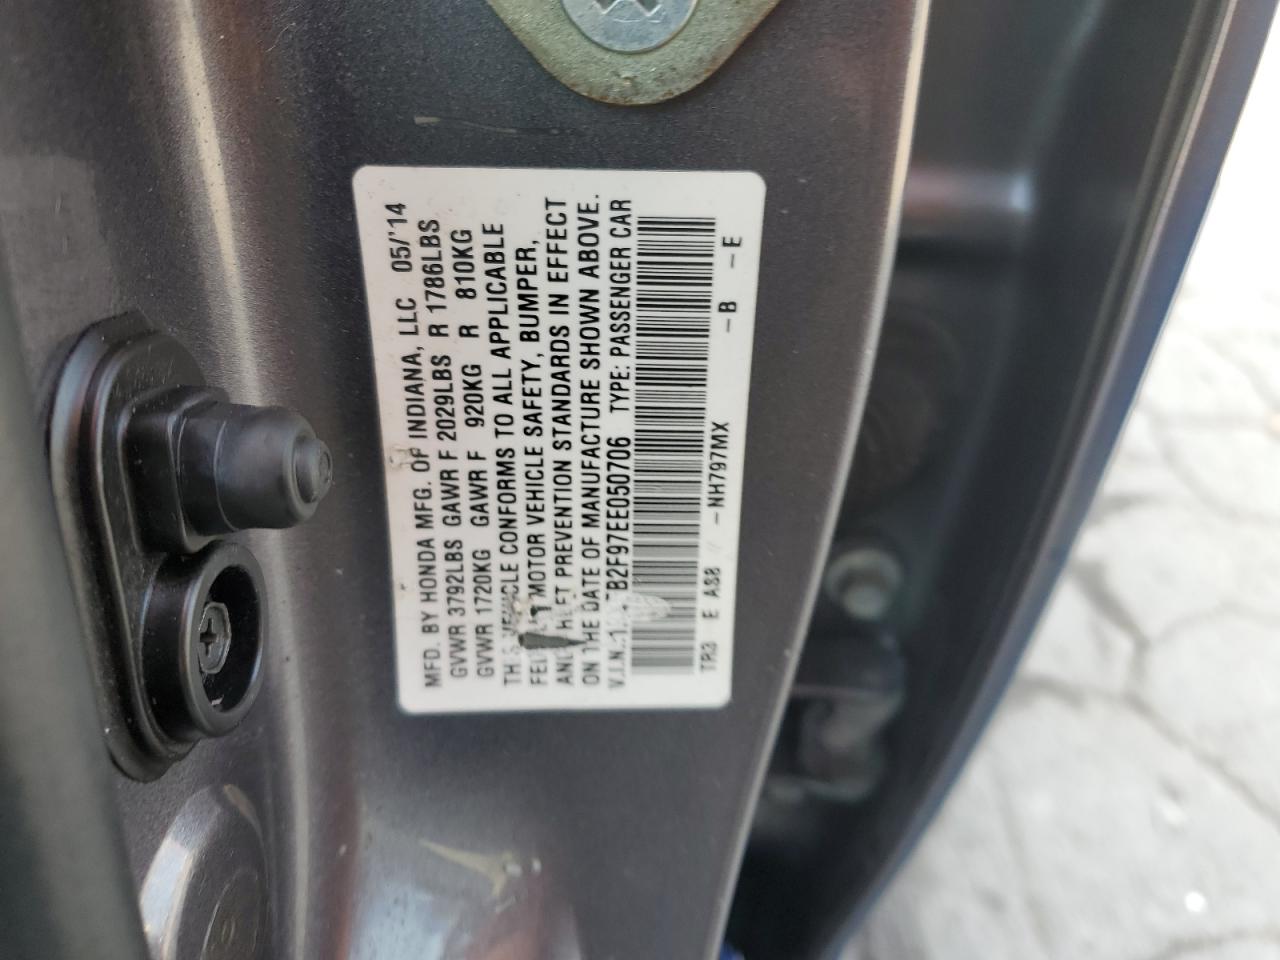 MFD. BY HONDA MFG. OF INDIANA, LLC 05/'14
GVWR 3792LBS GAWR F 2029LBS R 1786LBS
GVWR 1720KG GAWR F 920KG R 810KG
VEHICLE CONFORMS TO ALL APPLICABLE
MOTOR VEHICLE SAFETY, BUMPER,
PREVENTION STANDARDS IN EFFECT
ON THE DATE OF MANUFACTURE SHOWN ABOVE.
V.I.N.: B2F97EE050706 TYPE: PASSENGER CAR
TR3 E A88 -NH797MX -B -E